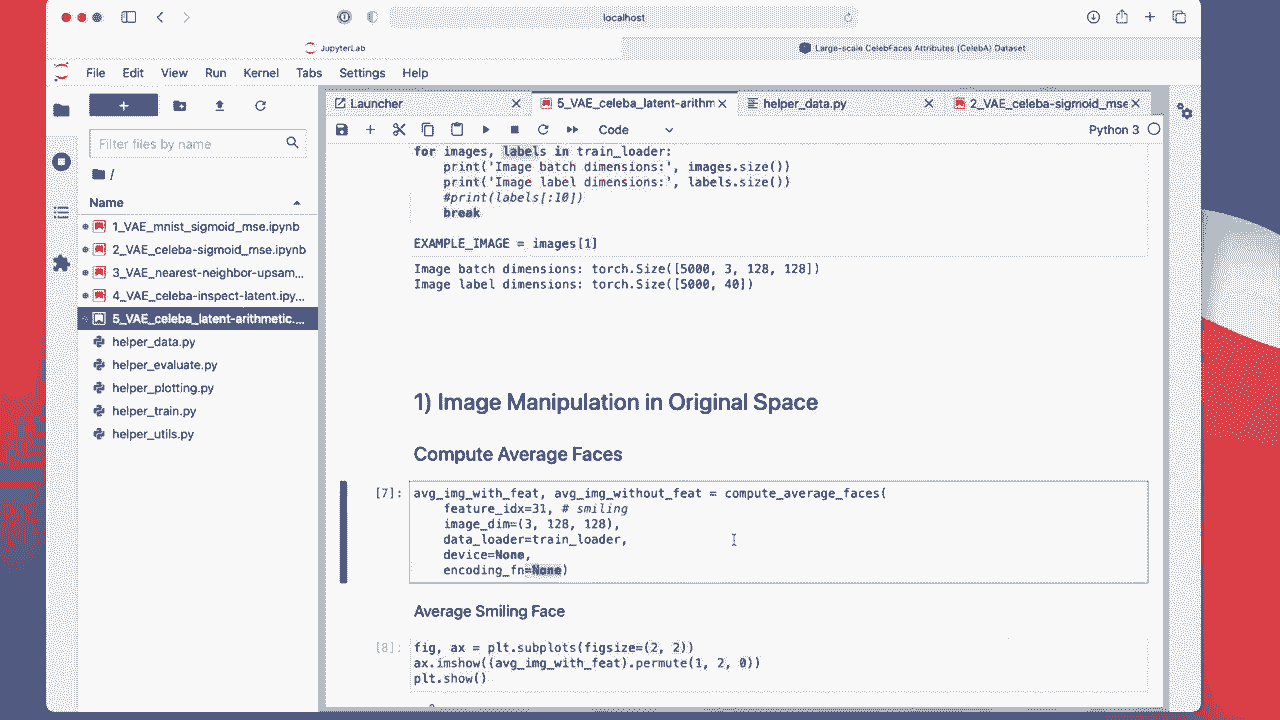 localhost
JupyterLab
Large-scale CelebFaces Attributes (CelebA) Dataset
File Edit View Run Kernel Tabs Settings Help
Launcher
5_VAE_celeba_latent-arithm
helper_data.py
2_VAE_celeba-sigmoid_mse
Code
Python 3
Filter files by name
/
Name
1_VAE_mnist_sigmoid_mse.ipynb
2_VAE_celeba-sigmoid_mse.ipynb
3_VAE_nearest-neighbor-upsam...
4_VAE_celeba-inspect-latent.ipy...
5_VAE_celeba_latent-arithmetic....
helper_data.py
helper_evaluate.py
helper_plotting.py
helper_train.py
helper_utils.py
for images, labels in train_loader:
print('Image batch dimensions:', images.size())
print('Image label dimensions:', labels.size())
#print(labels[:10])
break
EXAMPLE_IMAGE = images[1]
Image batch dimensions: torch.Size([5000, 3, 128, 128])
Image label dimensions: torch.Size([5000, 40])
1) Image Manipulation in Original Space
Compute Average Faces
[7]: avg_img_with_feat, avg_img_without_feat = compute_average_faces(
feature_idx=31, # smiling
image_dim=(3, 128, 128),
data_loader=train_loader,
device=None,
encoding_fn=None)
Average Smiling Face
[8]: fig, ax = plt.subplots(figsize=(2, 2))
ax.imshow((avg_img_with_feat).permute(1, 2, 0))
plt.show()